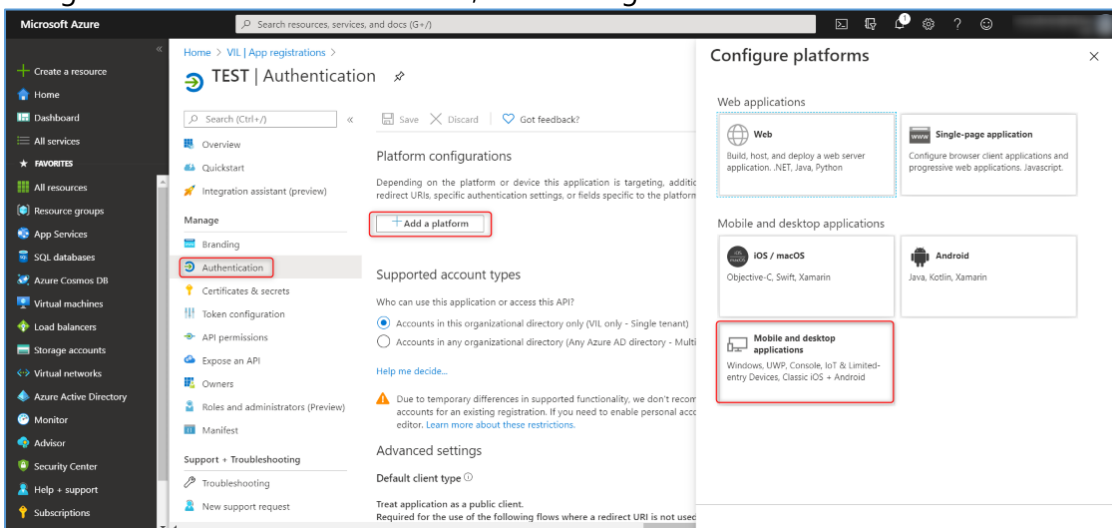 Microsoft Azure
Search resources, services, and docs (G+/)
Create a resource
Home
Dashboard
All services
FAVORITES
All resources
Resource groups
App Services
SQL databases
Azure Cosmos DB
Virtual machines
Load balancers
Storage accounts
Virtual networks
Azure Active Directory
Monitor
Advisor
Security Center
Help + support
Subscriptions
Home > VIL | App registrations >
TEST | Authentication
Search (Ctrl+/)
Overview
Quickstart
Integration assistant (preview)
Manage
Branding
Authentication
Certificates & secrets
Token configuration
API permissions
Expose an API
Owners
Roles and administrators (Preview)
Manifest
Support + Troubleshooting
Troubleshooting
New support request
Save Discard Got feedback?
Platform configurations
Depending on the platform or device this application is targeting, additic
redirect URIs, specific authentication settings, or fields specific to the platform
+ Add a platform
Supported account types
Who can use this application or access this API?
Accounts in this organizational directory only (VIL only - Single tenant)
Accounts in any organizational directory (Any Azure AD directory - Multi
Help me decide...
Due to temporary differences in supported functionality, we don't recom
accounts for an existing registration. If you need to enable personal acco
editor. Learn more about these restrictions.
Advanced settings
Default client type
Treat application as a public client.
Required for the use of the following flows where a redirect URI is not used
Configure platforms
Web applications
Web
Build, host, and deploy a web server
application. .NET, Java, Python
Single-page application
Configure browser client applications and
progressive web applications. Javascript.
Mobile and desktop applications
iOS / macOS
Objective-C, Swift, Xamarin
Android
Java, Kotlin, Xamarin
Mobile and desktop
applications
Windows, UWP, Console, IoT & Limited-
entry Devices, Classic iOS + Android